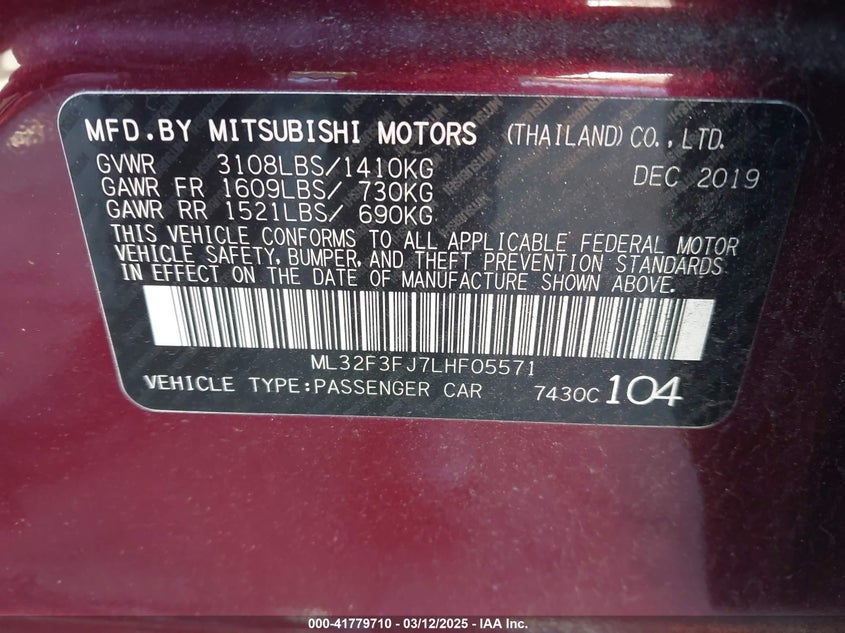 MFD.BY MITSUBISHI MOTORS (THAILAND) CO., LTD.
GVWR 3108LBS/1410KG DEC 2019
GAWR FR 1609LBS/ 730KG
GAWR RR 1521LBS/ 690KG
THIS VEHICLE CONFORMS TO ALL APPLICABLE FEDERAL MOTOR
VEHICLE SAFETY, BUMPER, AND THEFT PREVENTION STANDARDS
IN EFFECT ON THE DATE OF MANUFACTURE SHOWN ABOVE.
ML32F3FJ7LHF05571
VEHICLE TYPE:PASSENGER CAR 7430C 104
000-41779710 - 03/12/2025 - IAA Inc.